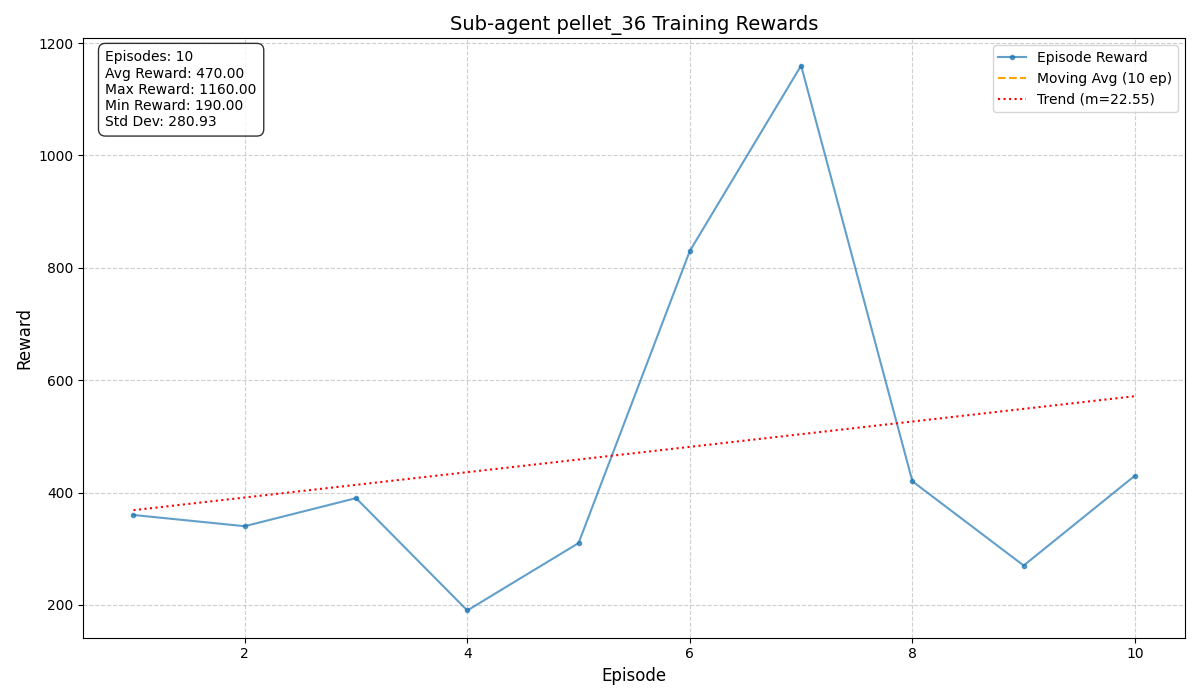 Sub-agent pellet_36 Training Rewards
Episodes: 10
Avg Reward: 470.00
Max Reward: 1160.00
Min Reward: 190.00
Std Dev: 280.93
Episode Reward
Moving Avg (10 ep)
Trend (m=22.55)
Reward
1200
1000
800
600
400
200
2 4 6 8 10
Episode